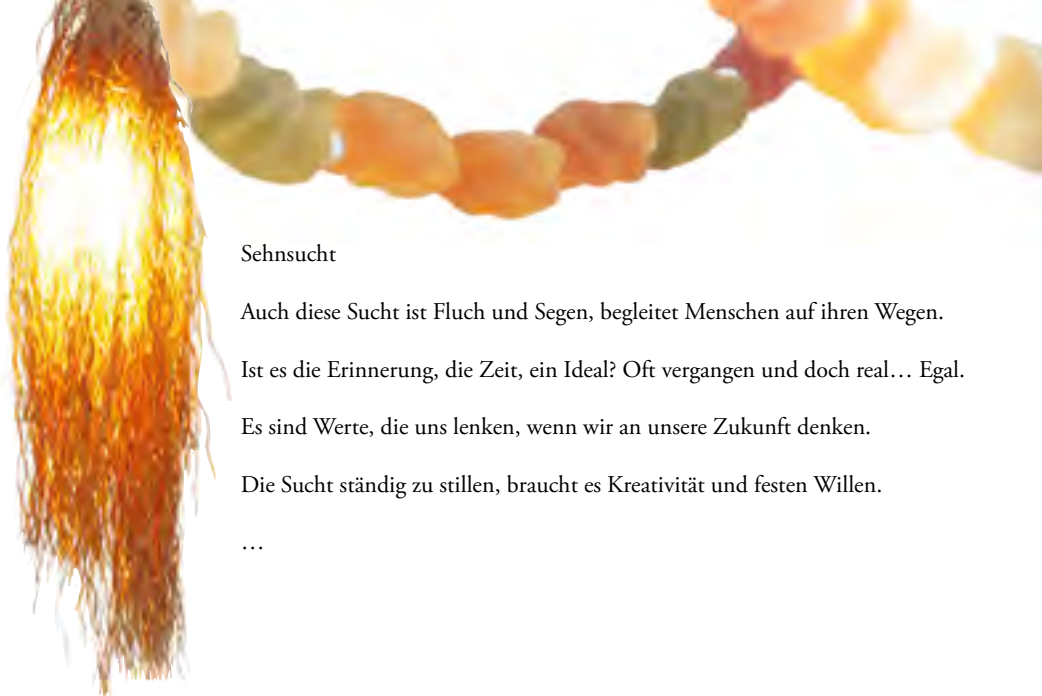 Sehnsucht
Auch diese Sucht ist Fluch und Segen, begleitet Menschen auf ihren Wegen.
Ist es die Erinnerung, die Zeit, ein Ideal? Oft vergangen und doch real… Egal.
Es sind Werte, die uns lenken, wenn wir an unsere Zukunft denken.
Die Sucht ständig zu stillen, braucht es Kreativität und festen Willen.
…